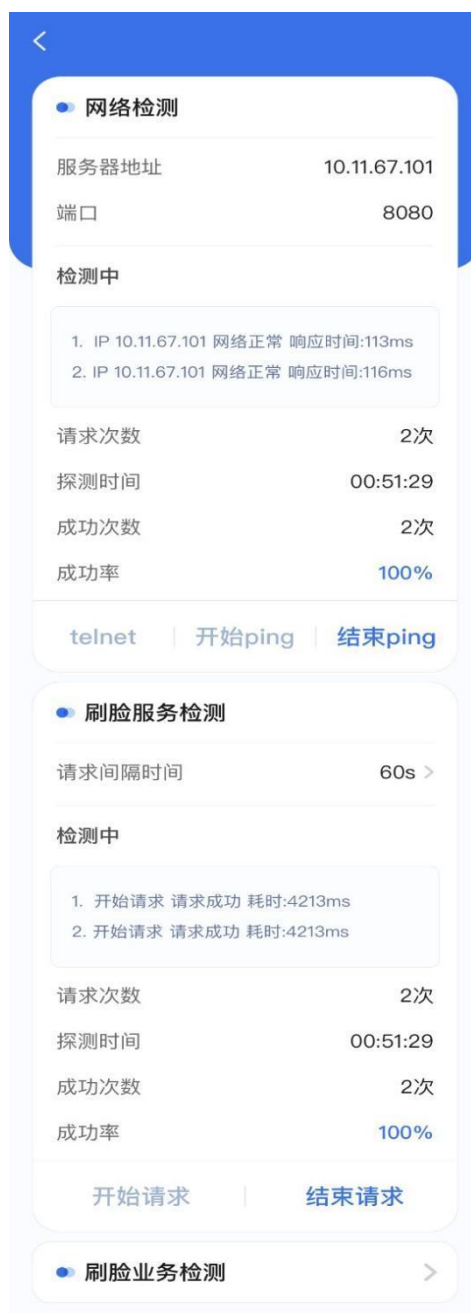 网络检测
服务器地址 10.11.67.101
端口 8080
检测中
1. IP 10.11.67.101 网络正常 响应时间:113ms
2. IP 10.11.67.101 网络正常 响应时间:116ms
请求次数 2次
探测时间 00:51:29
成功次数 2次
成功率 100%
telnet 开始ping 结束ping
刷脸服务检测
请求间隔时间 60s >
检测中
1. 开始请求 请求成功 耗时:4213ms
2. 开始请求 请求成功 耗时:4213ms
请求次数 2次
探测时间 00:51:29
成功次数 2次
成功率 100%
开始请求 结束请求
刷脸业务检测 >